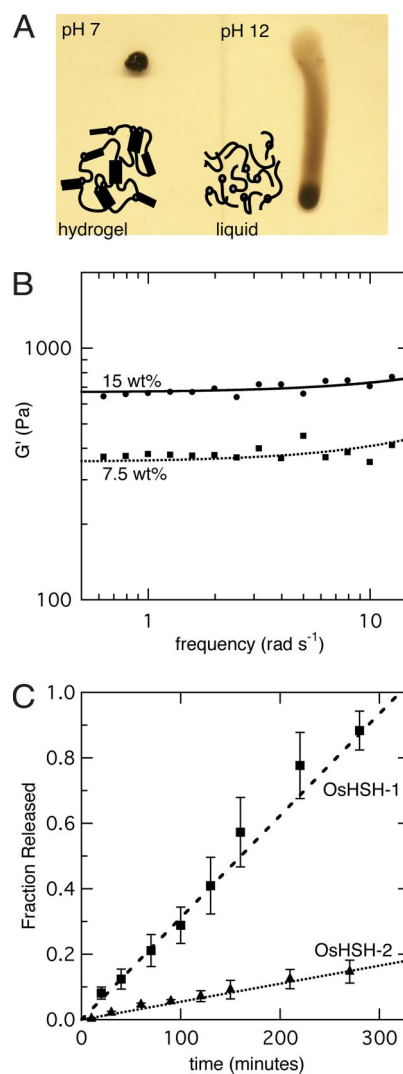 A
pH 7
pH 12
hydrogel
liquid
B
1000
100
G' (Pa)
15 wt%
7.5 wt%
1
10
frequency (rad s⁻¹)
C
1.0
0.8
0.6
0.4
0.2
0.0
Fraction Released
OsHSH-1
OsHSH-2
0
100
200
300
time (minutes)